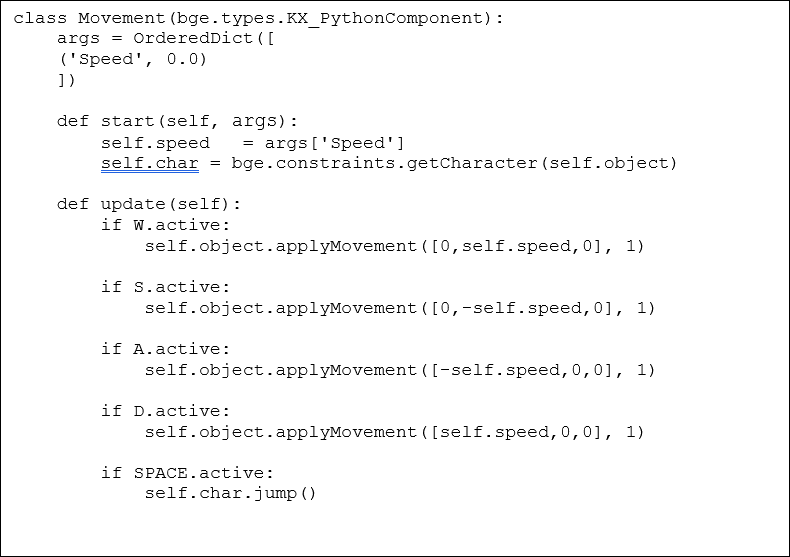 class Movement(bge.types.KX_PythonComponent):
    args = OrderedDict([
    ('Speed', 0.0)
    ])

    def start(self, args):
        self.speed   = args['Speed']
        self.char = bge.constraints.getCharacter(self.object)

    def update(self):
        if W.active:
            self.object.applyMovement([0,self.speed,0], 1)

        if S.active:
            self.object.applyMovement([0,-self.speed,0], 1)

        if A.active:
            self.object.applyMovement([-self.speed,0,0], 1)

        if D.active:
            self.object.applyMovement([self.speed,0,0], 1)

        if SPACE.active:
            self.char.jump()